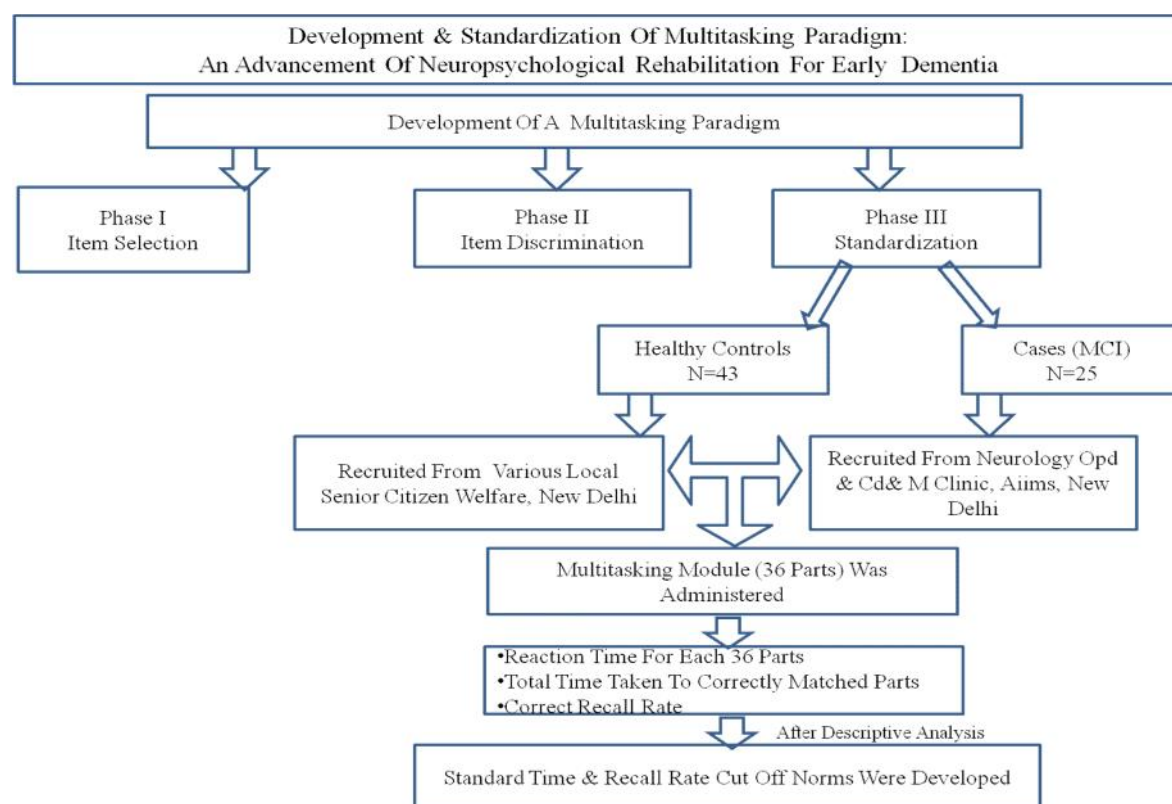 Development & Standardization Of Multitasking Paradigm:
An Advancement Of Neuropsychological Rehabilitation For Early Dementia
Development Of A Multitasking Paradigm
Phase I
Item Selection
Phase II
Item Discrimination
Phase III
Standardization
Healthy Controls
N=43
Cases (MCI)
N=25
Recruited From Various Local
Senior Citizen Welfare, New Delhi
Recruited From Neurology Opd
& Cd& M Clinic, Aiims, New
Delhi
Multitasking Module (36 Parts) Was
Administered
•Reaction Time For Each 36 Parts
•Total Time Taken To Correctly Matched Parts
•Correct Recall Rate
After Descriptive Analysis
Standard Time & Recall Rate Cut Off Norms Were Developed